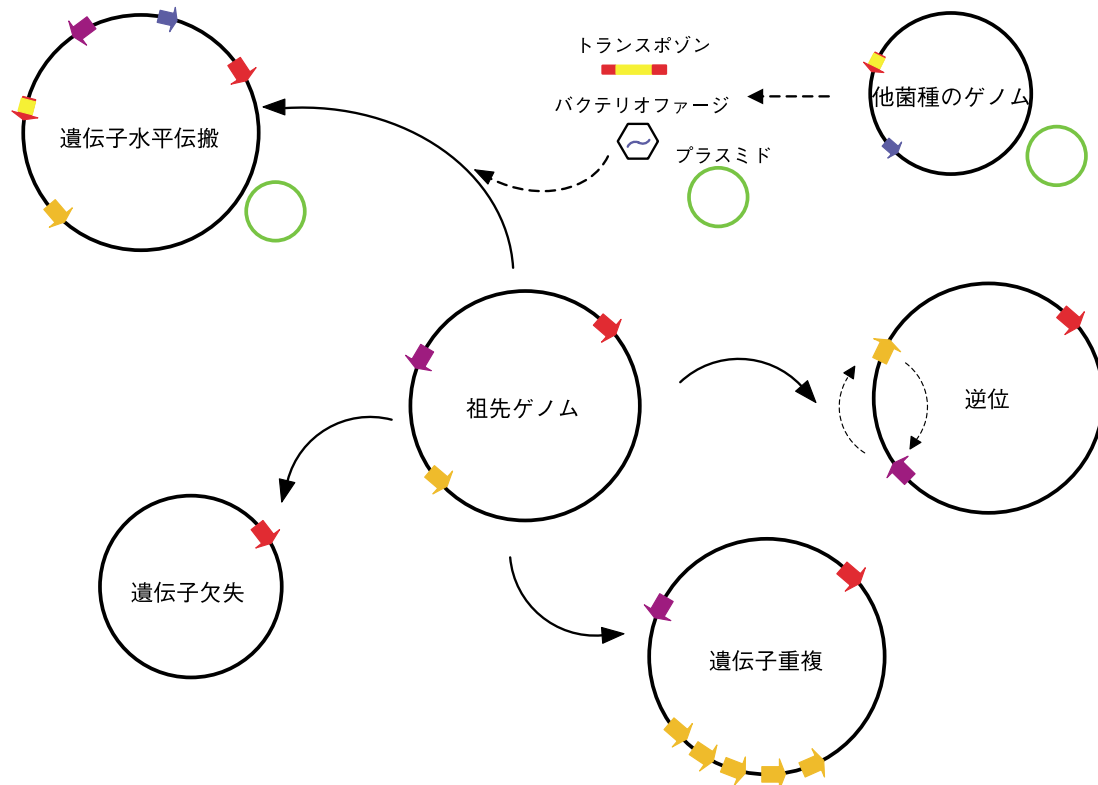 トランスポゾン
他菌種のゲノム
バクテリオファージ
遺伝子水平伝搬
プラスミド
祖先ゲノム
逆位
遺伝子欠失
遺伝子重複